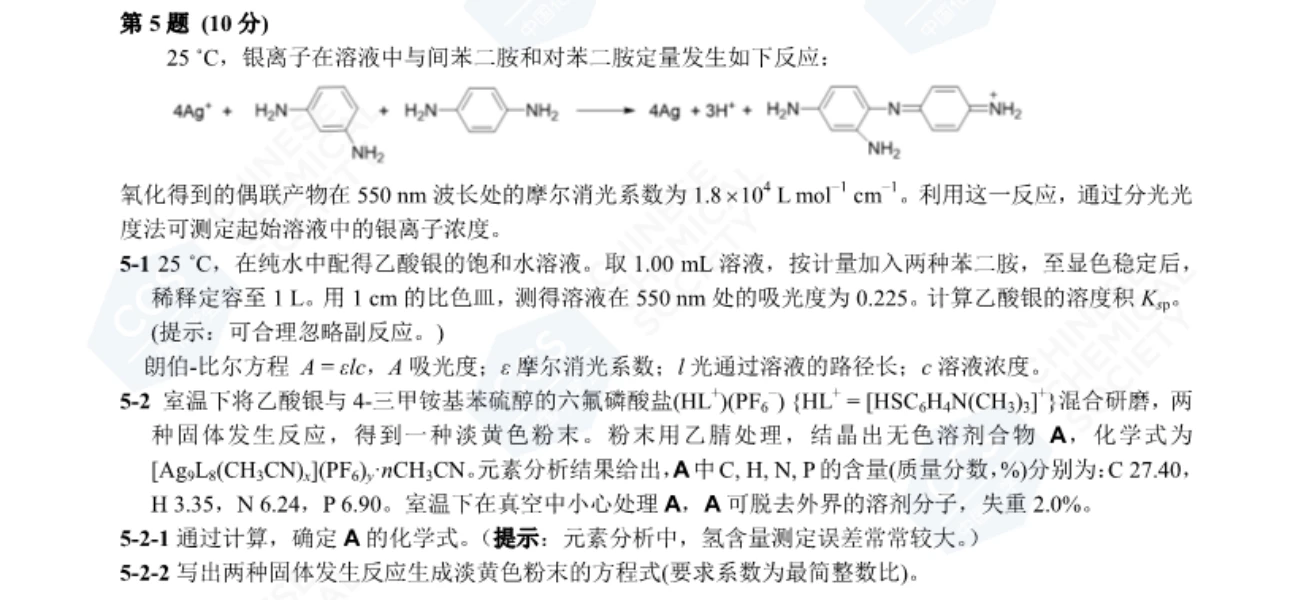 第 5 题 (10 分)
25 ˚C，银离子在溶液中与间苯二胺和对苯二胺定量发生如下反应：
4Ag⁺ + H₂N NH₂ + H₂N NH₂ 4Ag + 3H⁺ + H₂N NH₂ N N⁺H₂
氧化得到的偶联产物在 550 nm 波长处的摩尔消光系数为 1.8×10⁴ L mol⁻¹ cm⁻¹。利用这一反应，通过分光光
度法可测定起始溶液中的银离子浓度。
5-1 25 ˚C，在纯水中配得乙酸银的饱和水溶液。取 1.00 mL 溶液，按计量加入两种苯二胺，至显色稳定后，
稀释定容至 1 L。用 1 cm 的比色皿，测得溶液在 550 nm 处的吸光度为 0.225。计算乙酸银的溶度积 Kₛₚ。
(提示：可合理忽略副反应。)
朗伯-比尔方程 A = εlc，A 吸光度；ε 摩尔消光系数；l 光通过溶液的路径长；c 溶液浓度。
5-2 室温下将乙酸银与 4-三甲铵基苯硫醇的六氟磷酸盐(HL⁺)(PF₆⁻) {HL⁺ = [HSC₆H₄N(CH₃)₃]⁺}混合研磨，两
种固体发生反应，得到一种淡黄色粉末。粉末用乙腈处理，结晶出无色溶剂合物 A，化学式为
[Ag₉L₈(CH₃CN)ₓ](PF₆)ᵧ·nCH₃CN。元素分析结果给出，A 中 C, H, N, P 的含量(质量分数，%)分别为：C 27.40，
H 3.35，N 6.24，P 6.90。室温下在真空中小心处理 A，A 可脱去外界的溶剂分子，失重 2.0%。
5-2-1 通过计算，确定 A 的化学式。（提示：元素分析中，氢含量测定误差常常较大。）
5-2-2 写出两种固体发生反应生成淡黄色粉末的方程式(要求系数为最简整数比)。